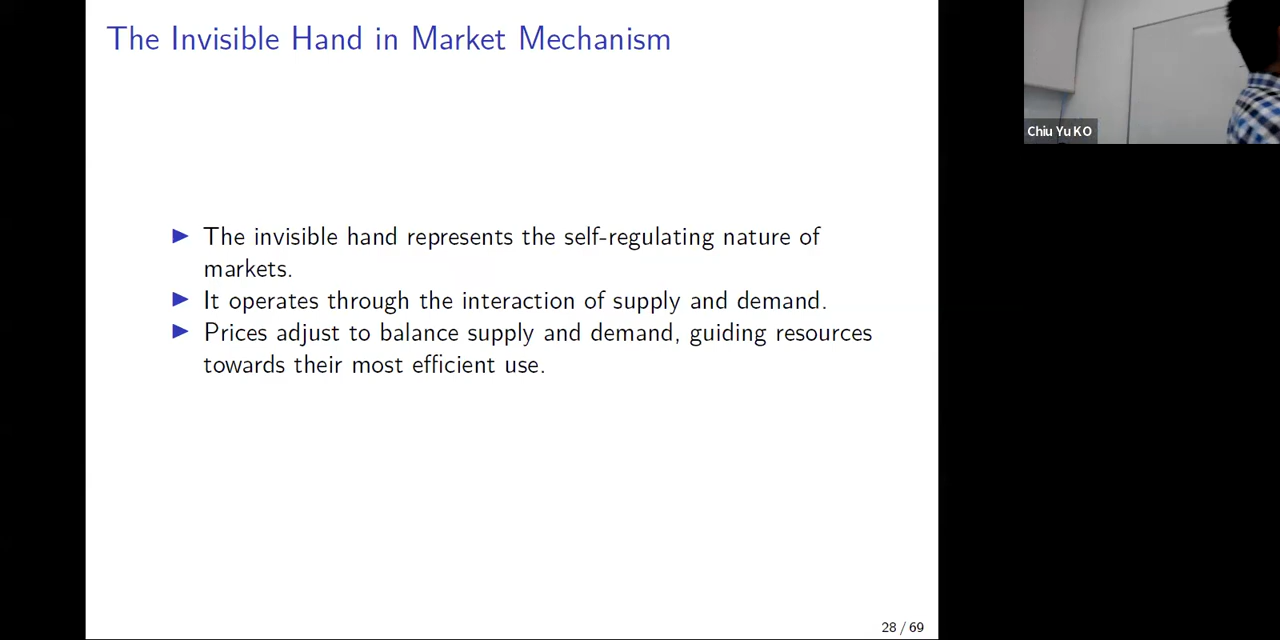 The Invisible Hand in Market Mechanism
▶ The invisible hand represents the self-regulating nature of
markets.
▶ It operates through the interaction of supply and demand.
▶ Prices adjust to balance supply and demand, guiding resources
towards their most efficient use.
28 / 69
Chiu Yu KO